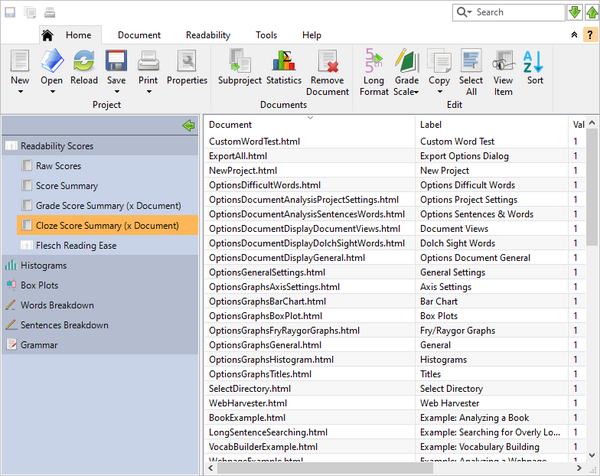 Search
Home Document Readability Tools Help
?
New Open Reload Save Print Properties Subproject Statistics Remove Document Long Format Grade Scale Copy Select All View Item Sort
Project Documents Edit
Readability Scores
Raw Scores
Score Summary
Grade Score Summary (x Document)
Cloze Score Summary (x Document)
Flesch Reading Ease
Histograms
Box Plots
Words Breakdown
Sentences Breakdown
Grammar
Document Label Val
CustomWordTest.html Custom Word Test 1
ExportAll.html Export Options Dialog 1
NewProject.html New Project 1
OptionsDifficultWords.html Options Difficult Words 1
OptionsDocumentAnalysisProjectSettings.html Options Project Settings 1
OptionsDocumentAnalysisSentencesWords.html Options Sentences & Words 1
OptionsDocumentDisplayDocumentViews.html Document Views 1
OptionsDocumentDisplayDolchSightWords.html Dolch Sight Words 1
OptionsDocumentDisplayGeneral.html Options Document General 1
OptionsGeneralSettings.html General Settings 1
OptionsGraphsAxisSettings.html Axis Settings 1
OptionsGraphsBarChart.html Bar Chart 1
OptionsGraphsBoxPlot.html Box Plots 1
OptionsGraphsFryRaygorGraphs.html Fry/Raygor Graphs 1
OptionsGraphsGeneral.html General 1
OptionsGraphsHistogram.html Histograms 1
OptionsGraphsTitles.html Titles 1
SelectDirectory.html Select Directory 1
WebHarvester.html Web Harvester 1
BookExample.html Example: Analyzing a Book 1
LongSentenceSearching.html Example: Searching for Overly Lo... 1
VocabBuilderExample.html Example: Vocabulary Building 1
WebpageExample.html Example: Analyzing a Webpage 1